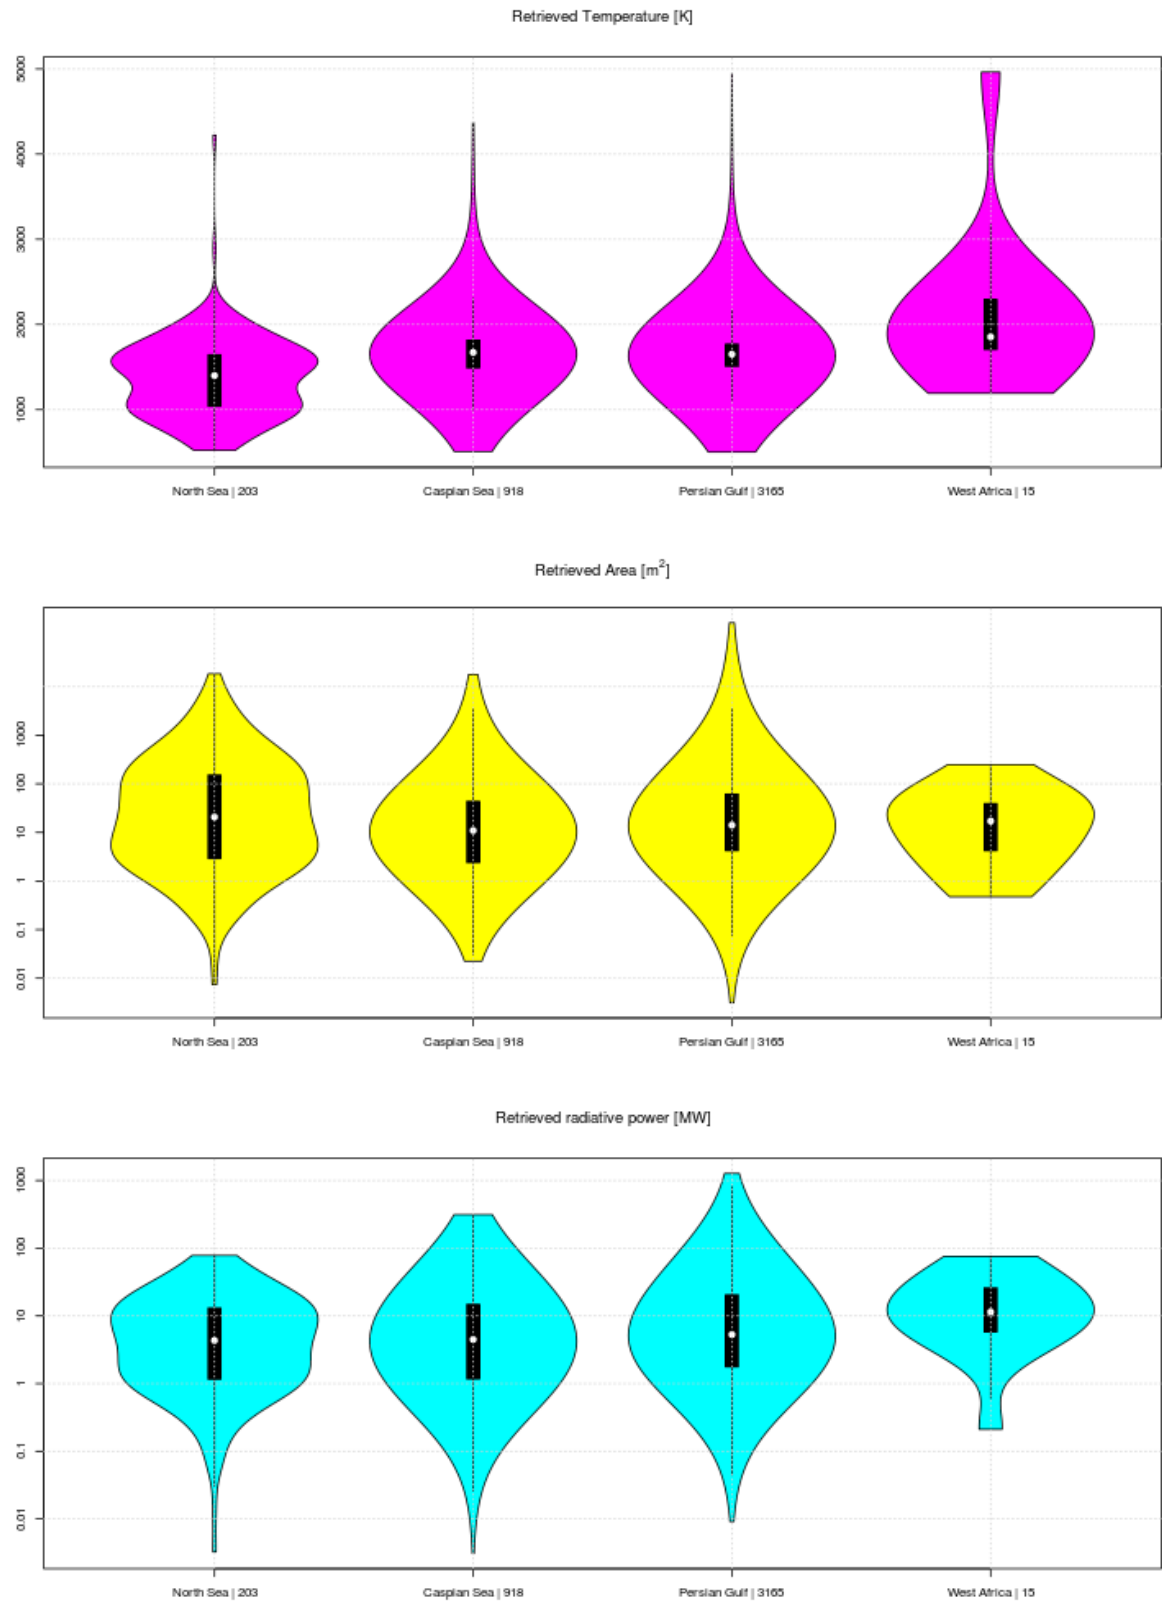 Retrieved Temperature [K]
5000
4000
3000
2000
1000
North Sea | 203 Caspian Sea | 918 Persian Gulf | 3165 West Africa | 15
Retrieved Area [m²]
1000
100
10
1
0.1
0.01
North Sea | 203 Caspian Sea | 918 Persian Gulf | 3165 West Africa | 15
Retrieved radiative power [MW]
1000
100
10
1
0.1
0.01
North Sea | 203 Caspian Sea | 918 Persian Gulf | 3165 West Africa | 15